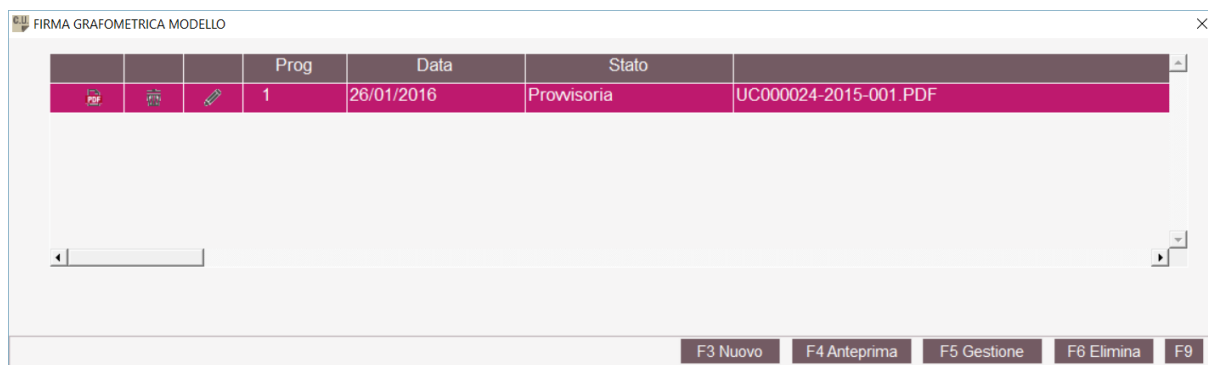 C.U. FIRMA GRAFOMETRICA MODELLO
Prog Data Stato
PDF 1 26/01/2016 Provvisoria UC000024-2015-001.PDF
F3 Nuovo F4 Anteprima F5 Gestione F6 Elimina F9